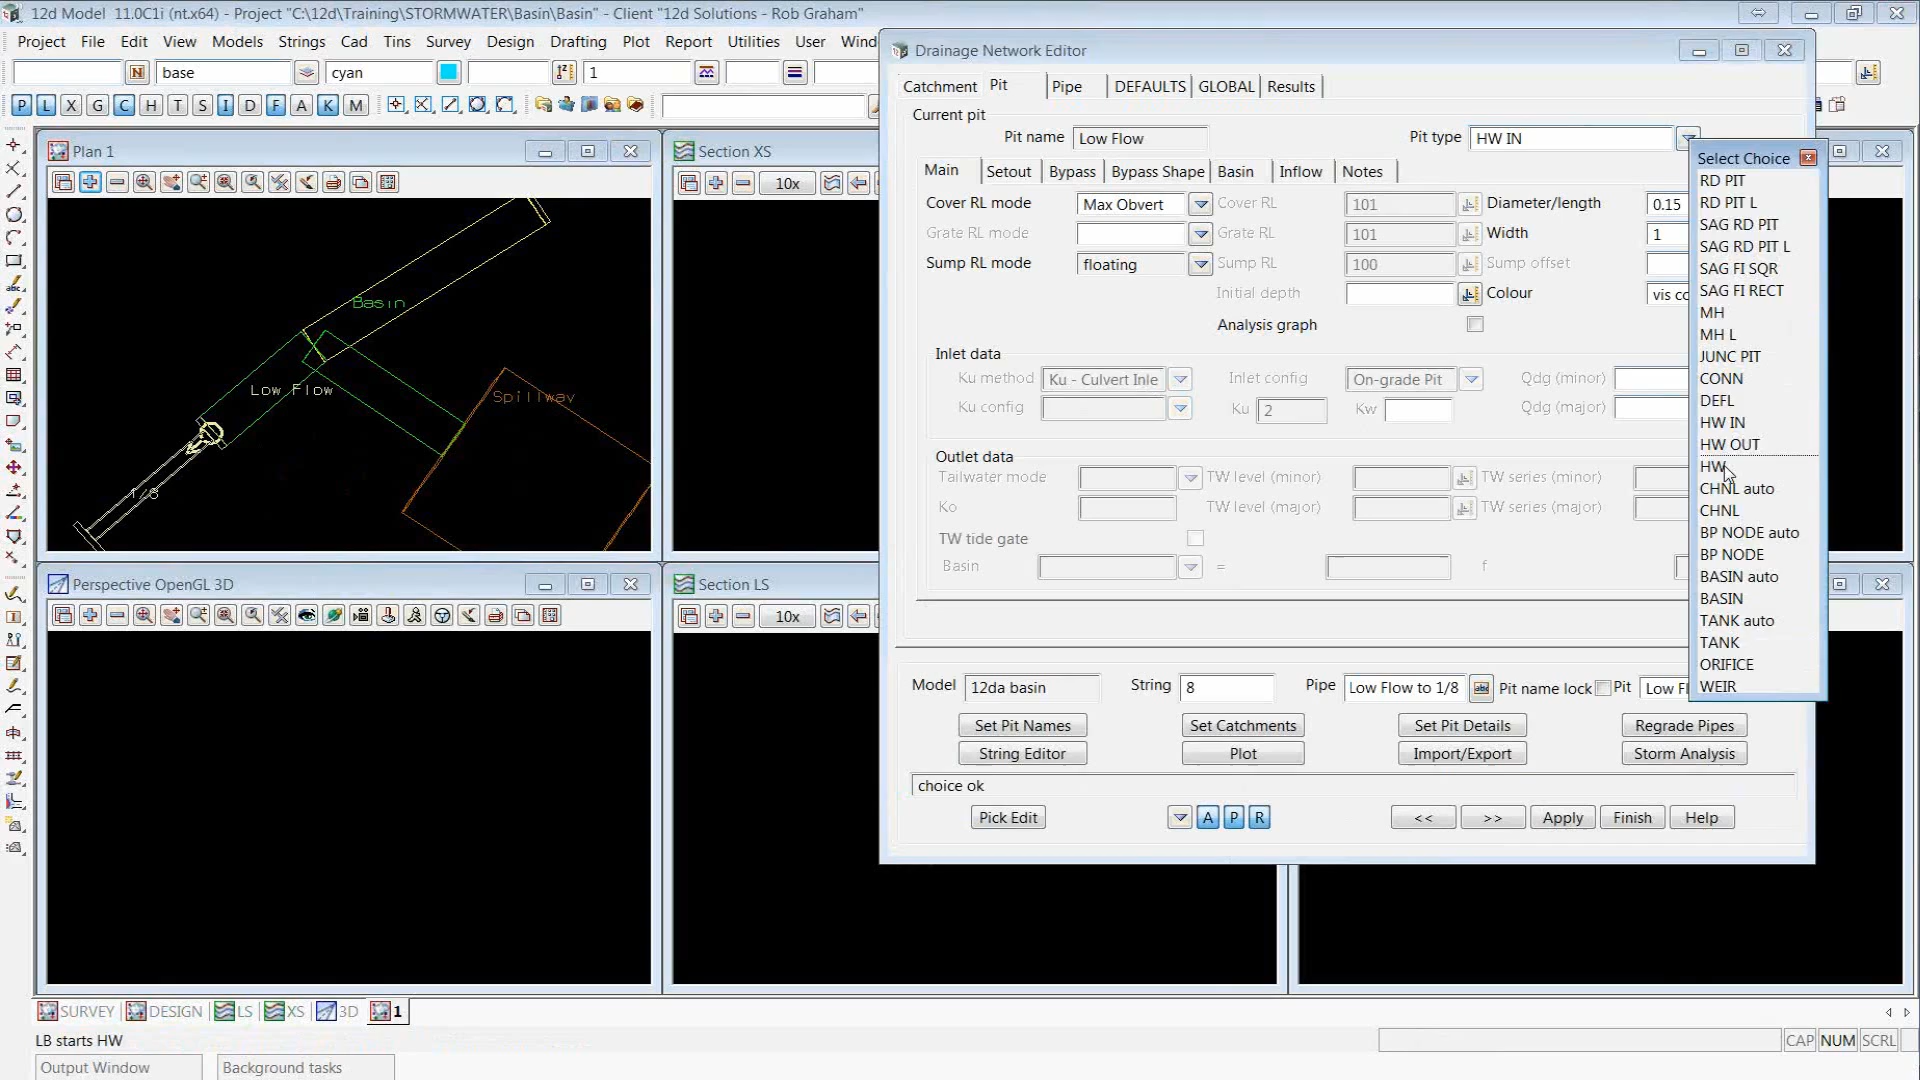 12d Model 11.0C1i (nt.x64) - Project "C:\12d\Training\STORMWATER\Basin\Basin" - Client "12d Solutions - Rob Graham"
Project File Edit View Models Strings Cad Tins Survey Design Drafting Plot Report Utilities User Wind
base cyan 1
P L X G C H T S I D F A K M
Plan 1
Basin
Low Flow
Spillway
1/8
Section XS
10x
Perspective OpenGL 3D
Section LS
10x
Drainage Network Editor
Catchment Pit Pipe DEFAULTS GLOBAL Results
Current pit
Pit name Low Flow Pit type HW IN
Main Setout Bypass Bypass Shape Basin Inflow Notes
Cover RL mode Max Obvert Cover RL 101 Diameter/length 0.15
Grate RL mode Grate RL 101 Width 1
Sump RL mode floating Sump RL 100 Sump offset
Initial depth Colour vis co
Analysis graph
Inlet data
Ku method Ku - Culvert Inle Inlet config On-grade Pit Qdg (minor)
Ku config Ku 2 Kw Qdg (major)
Outlet data
Tailwater mode TW level (minor) TW series (minor)
Ko TW level (major) TW series (major)
TW tide gate
Basin = f
Model 12da basin String 8 Pipe Low Flow to 1/8 Pit name lock Pit Low Fl
Set Pit Names Set Catchments Set Pit Details Regrade Pipes
String Editor Plot Import/Export Storm Analysis
choice ok
Pick Edit A P R << >> Apply Finish Help
Select Choice
RD PIT
RD PIT L
SAG RD PIT
SAG RD PIT L
SAG FI SQR
SAG FI RECT
MH
MH L
JUNC PIT
CONN
DEFL
HW IN
HW OUT
HW
CHNL auto
CHNL
BP NODE auto
BP NODE
BASIN auto
BASIN
TANK auto
TANK
ORIFICE
WEIR
SURVEY DESIGN LS XS 3D 1
LB starts HW CAP NUM SCRL
Output Window Background tasks